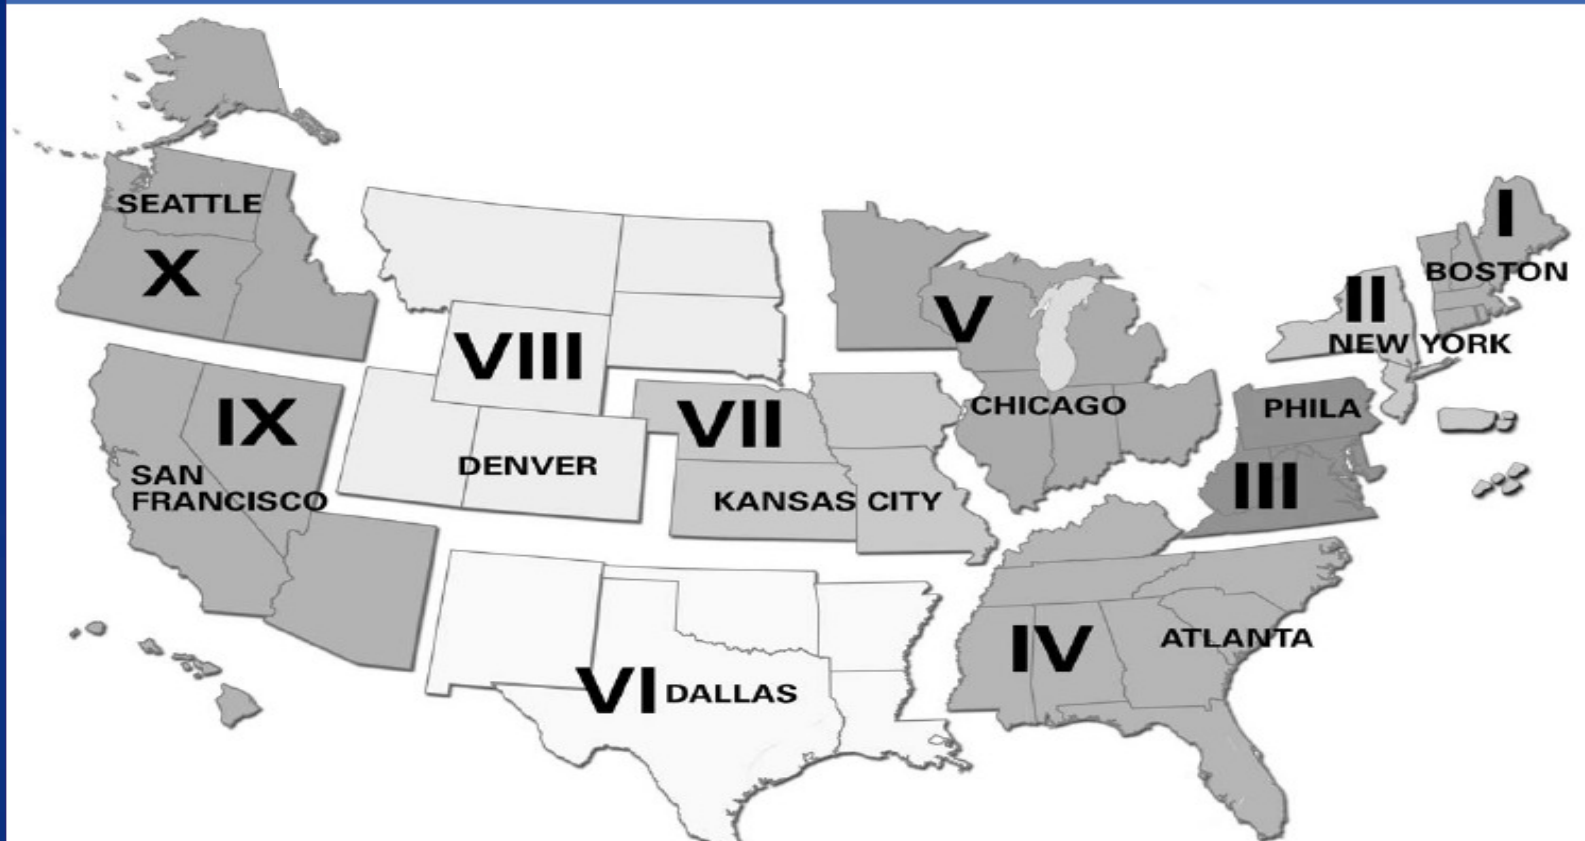 I
BOSTON
II
NEW YORK
SEATTLE
X
V
CHICAGO
VIII
VII
IX
PHILA
III
DENVER
SAN
FRANCISCO
KANSAS CITY
IV
ATLANTA
VI DALLAS